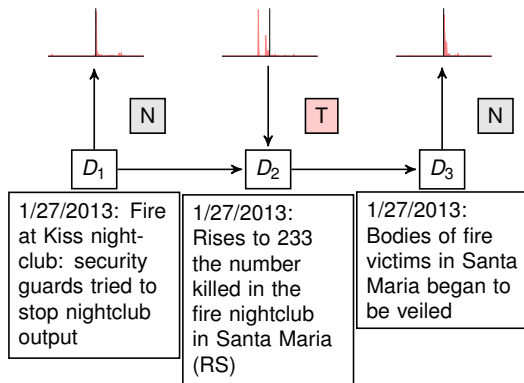 N
T
N
D1
D2
D3
1/27/2013: Fire
at Kiss night-
club: security
guards tried to
stop nightclub
output
1/27/2013:
Rises to 233
the number
killed in the
fire nightclub
in Santa Maria
(RS)
1/27/2013:
Bodies of fire
victims in Santa
Maria began to
be veiled